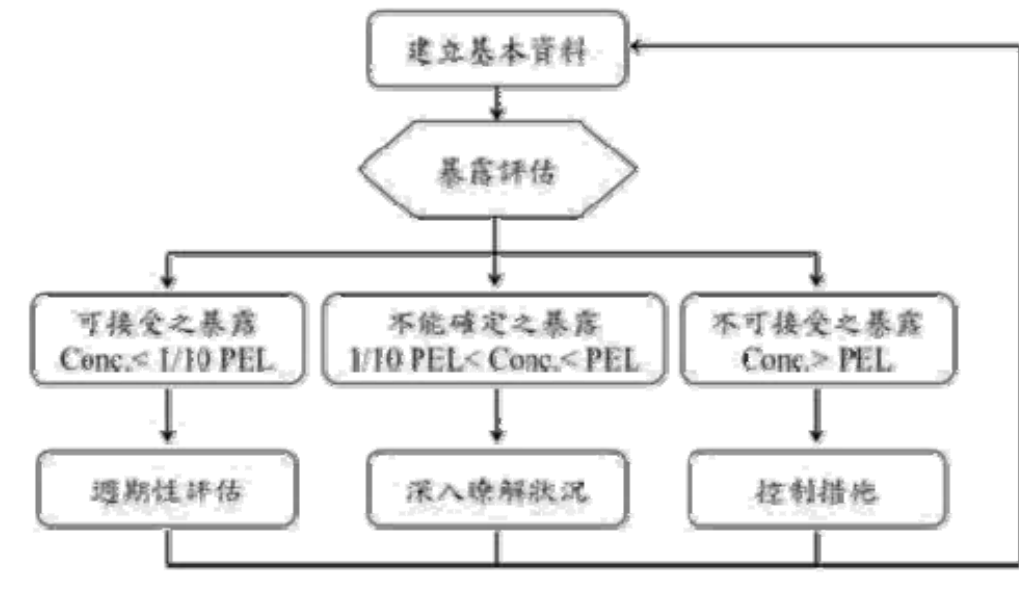 建立基本資料
暴露評估
可接受之暴露
Conc.< 1/10 PEL
不能確定之暴露
1/10 PEL< Conc.< PEL
不可接受之暴露
Conc.> PEL
週期性評估
深入瞭解狀況
控制措施